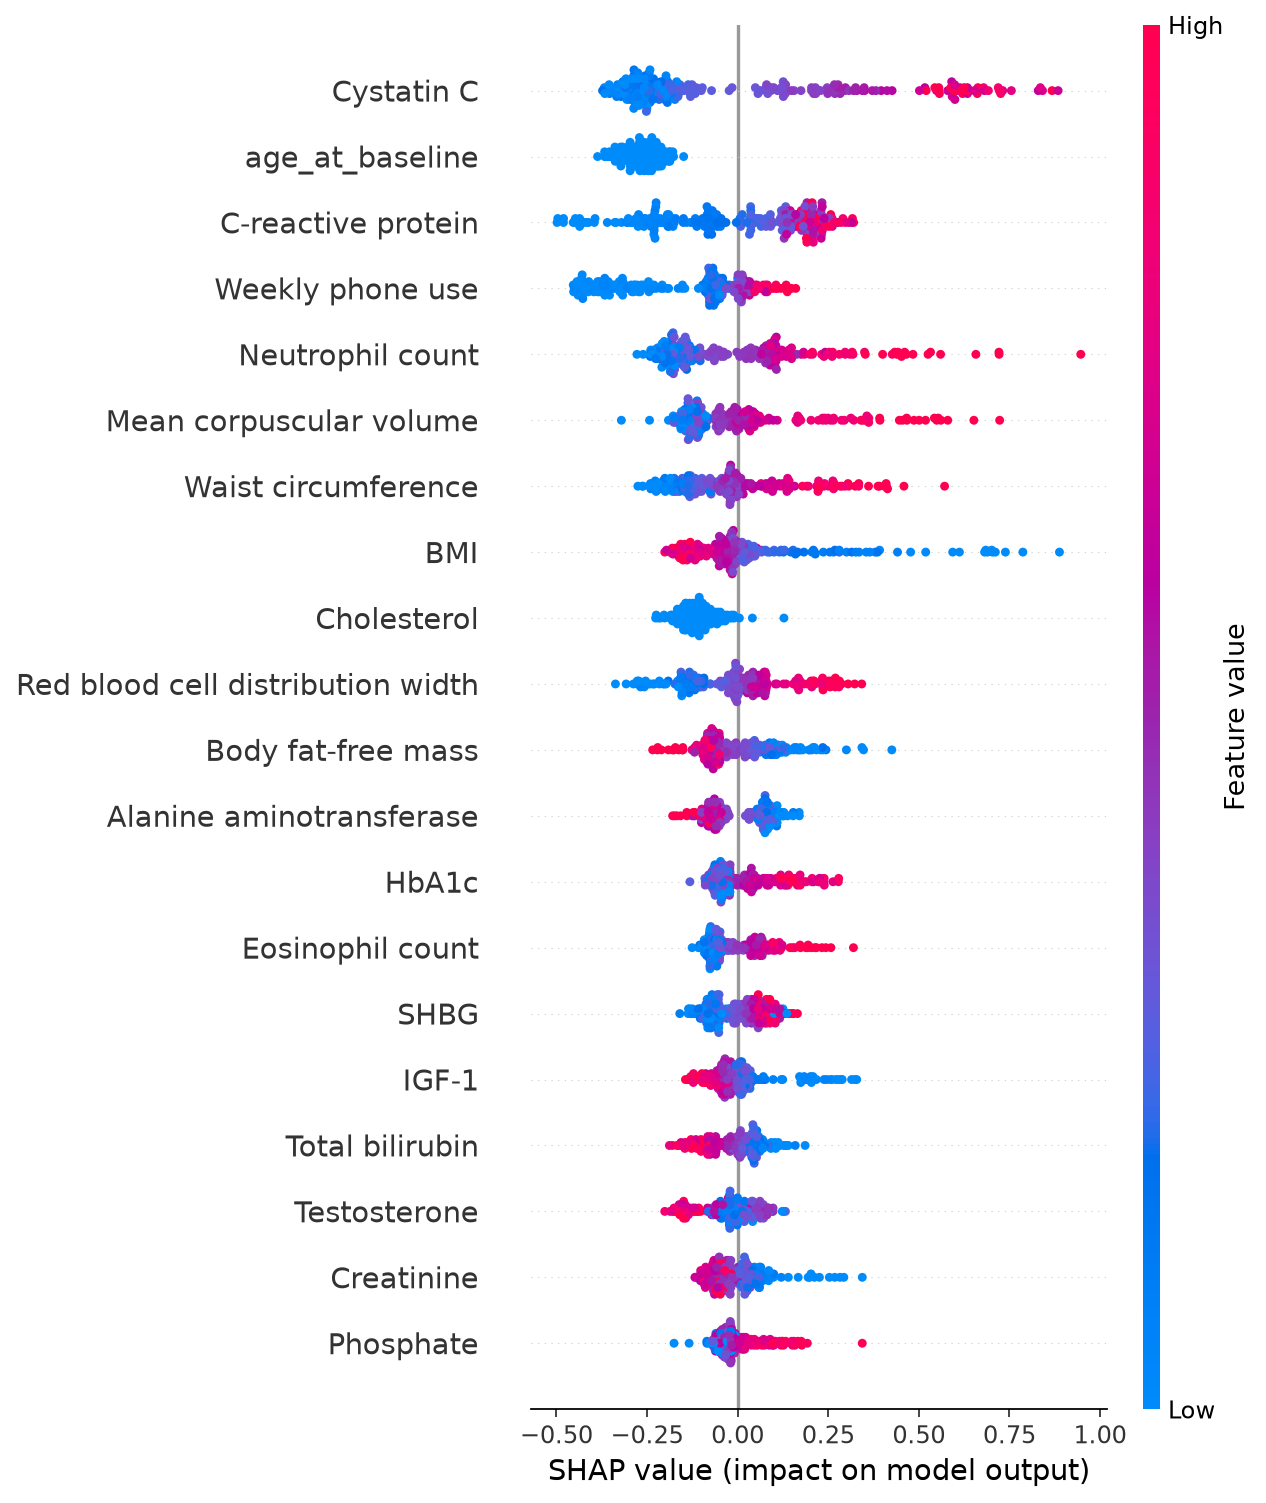 High
Cystatin C
age_at_baseline
C-reactive protein
Weekly phone use
Neutrophil count
Mean corpuscular volume
Waist circumference
BMI
Cholesterol
Red blood cell distribution width
Body fat-free mass
Alanine aminotransferase
HbA1c
Eosinophil count
SHBG
IGF-1
Total bilirubin
Testosterone
Creatinine
Phosphate
Feature value
Low
−0.50 −0.25 0.00 0.25 0.50 0.75 1.00
SHAP value (impact on model output)